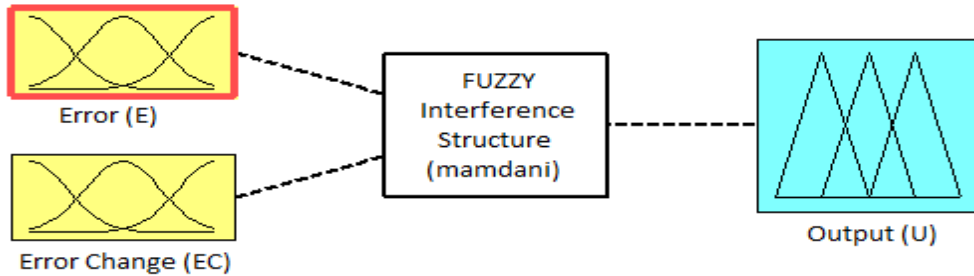 Error (E)
Error Change (EC)
FUZZY
Interference
Structure
(mamdani)
Output (U)